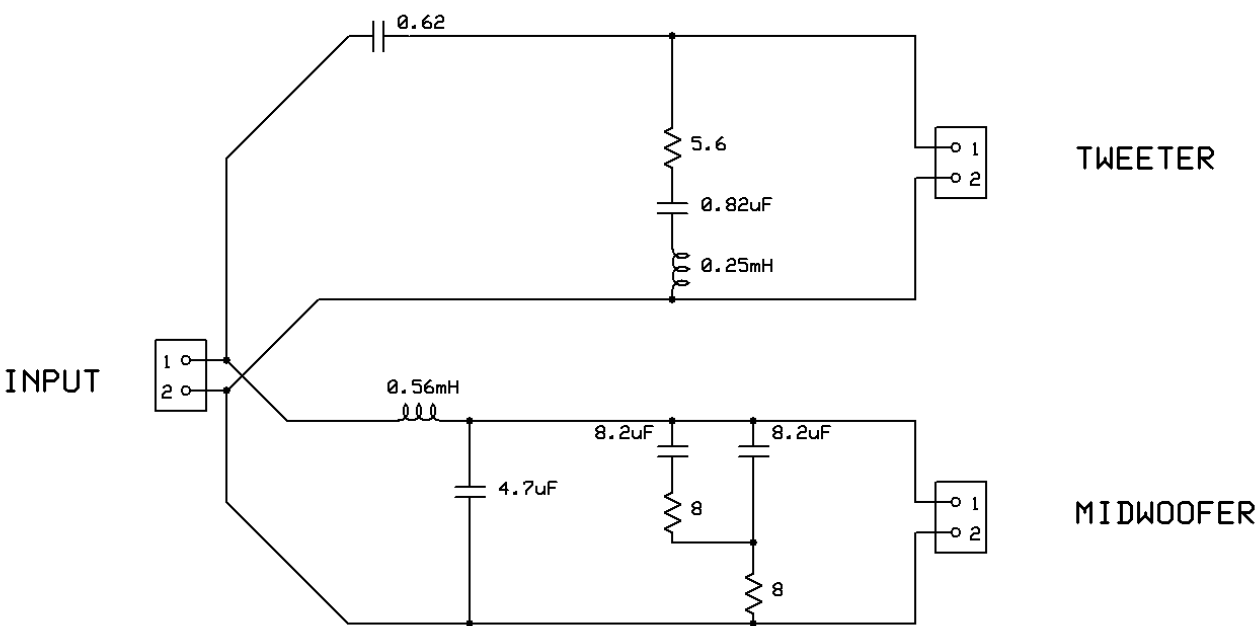 0.62
5.6
1
TWEETER
2
0.82uF
0.25mH
1
INPUT
2
0.56mH
8.2uF
8.2uF
4.7uF
8
1
MIDWOOFER
2
8